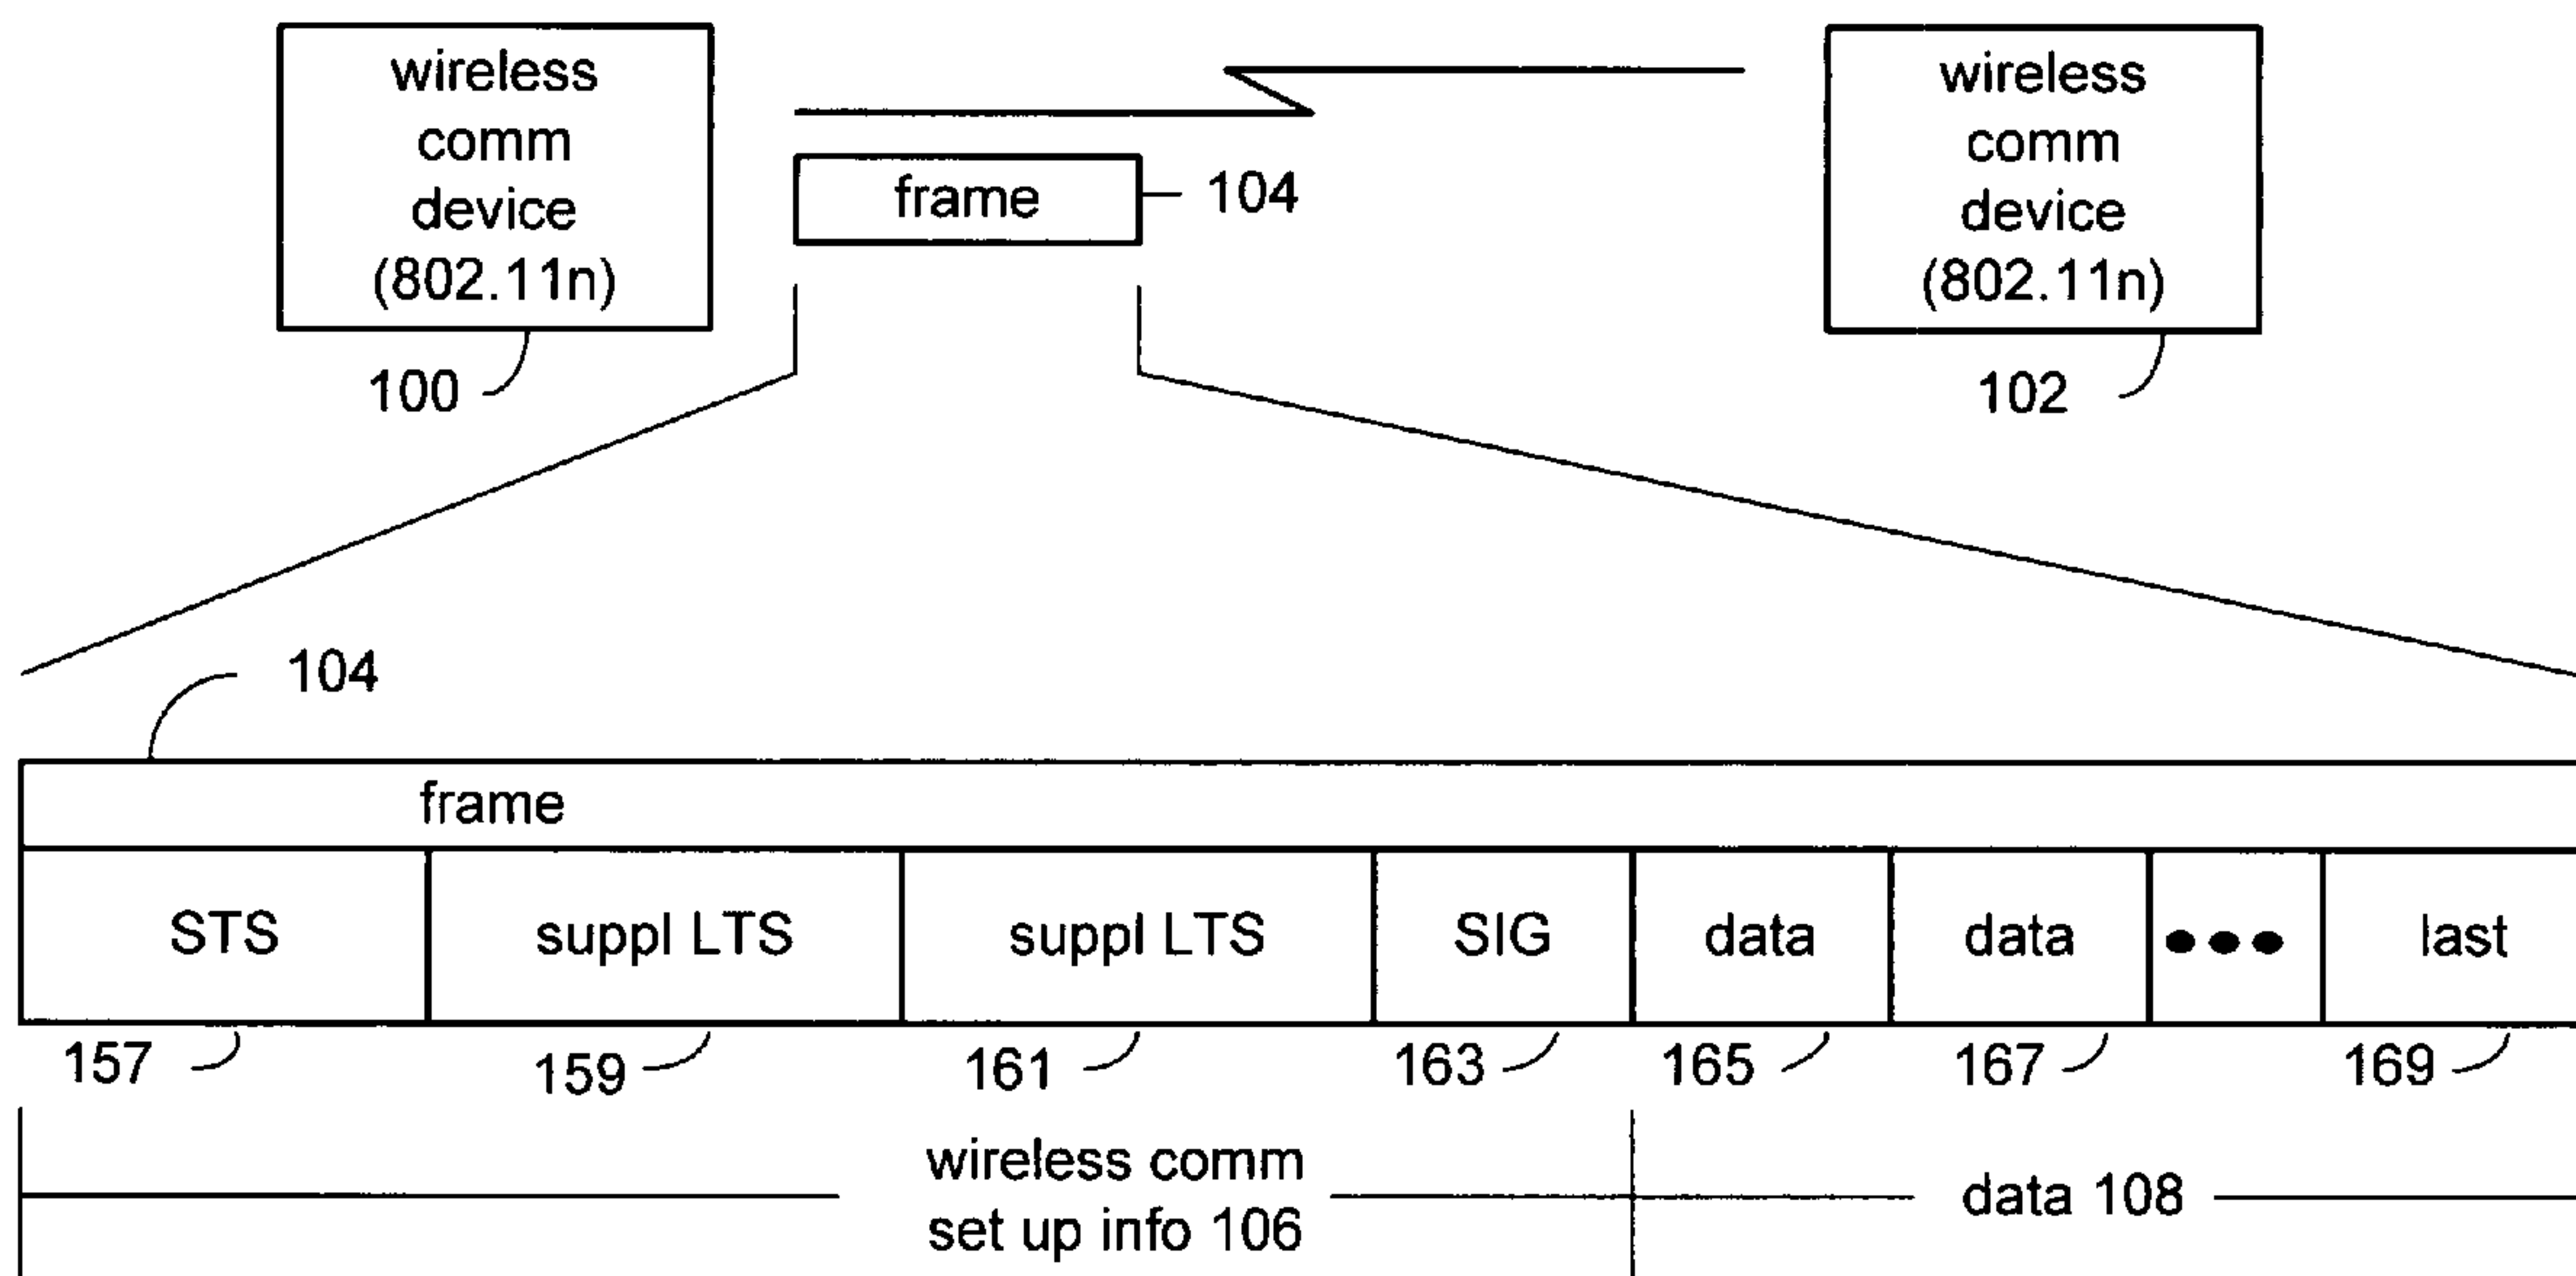 wireless
comm
device
(802.11n)
100
wireless
comm
device
(802.11n)
102
frame
104
104
frame
STS
suppl LTS
suppl LTS
SIG
data
data
•••
last
157
159
161
163
165
167
169
wireless comm
set up info 106
data 108